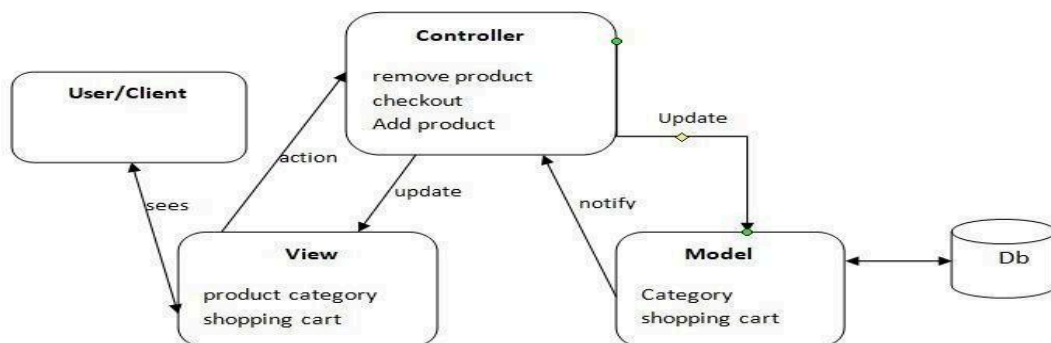 Controller
remove product
checkout
Add product
User/Client
Update
action
update
notify
sees
View
product category
shopping cart
Model
Category
shopping cart
Db